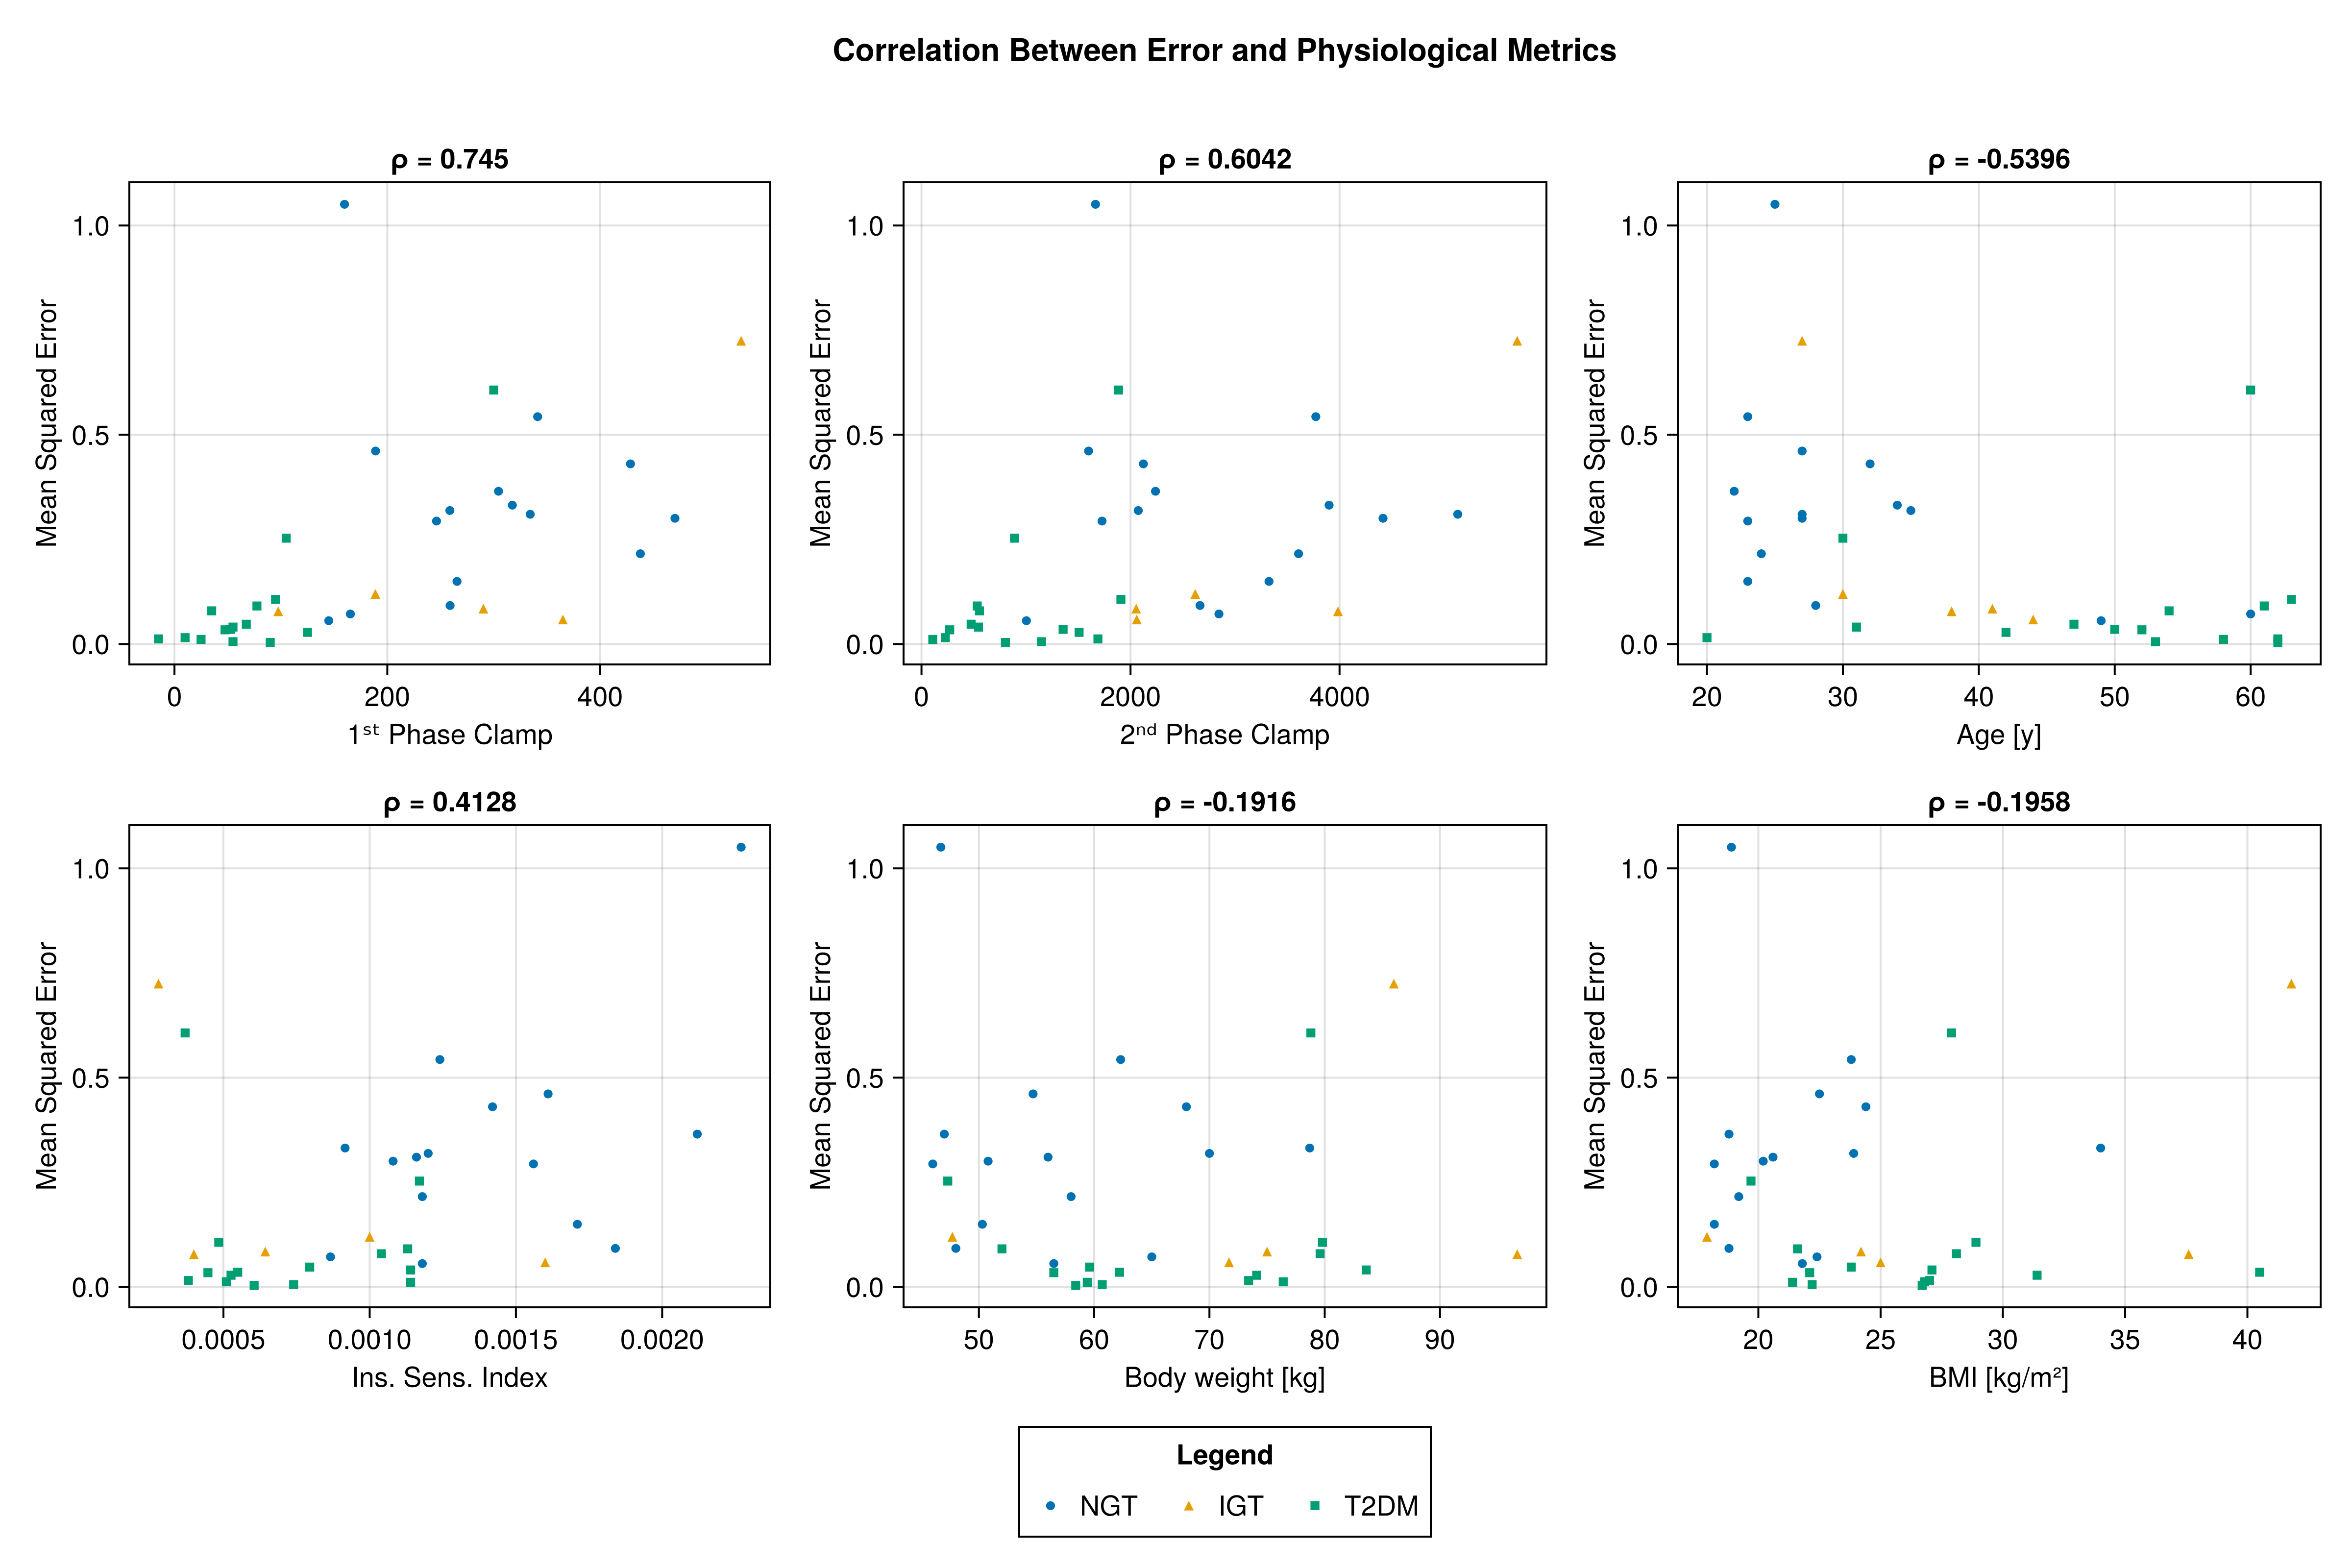 Correlation Between Error and Physiological Metrics
ρ = 0.745
Mean Squared Error
1.0
0.5
0.0
0 200 400
1ˢᵗ Phase Clamp
ρ = 0.6042
Mean Squared Error
1.0
0.5
0.0
0 2000 4000
2ⁿᵈ Phase Clamp
ρ = -0.5396
Mean Squared Error
1.0
0.5
0.0
20 30 40 50 60
Age [y]
ρ = 0.4128
Mean Squared Error
1.0
0.5
0.0
0.0005 0.0010 0.0015 0.0020
Ins. Sens. Index
ρ = -0.1916
Mean Squared Error
1.0
0.5
0.0
50 60 70 80 90
Body weight [kg]
ρ = -0.1958
Mean Squared Error
1.0
0.5
0.0
20 25 30 35 40
BMI [kg/m²]
Legend
NGT IGT T2DM